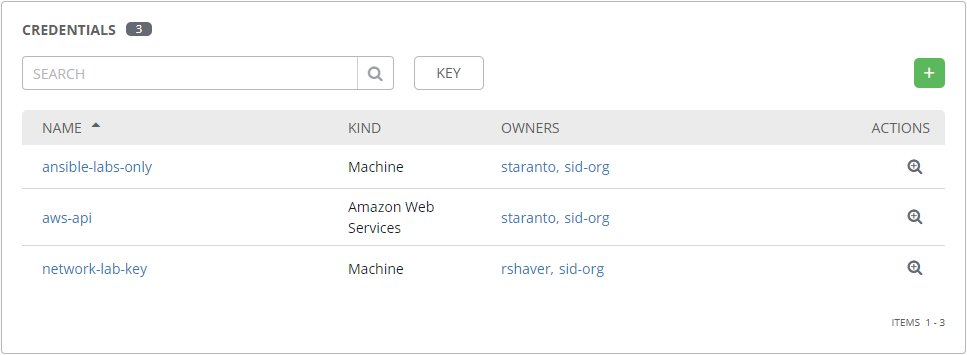 CREDENTIALS 3
SEARCH KEY +
NAME KIND OWNERS ACTIONS
ansible-labs-only Machine staranto, sid-org
aws-api Amazon Web Services staranto, sid-org
network-lab-key Machine rshaver, sid-org
ITEMS 1 - 3